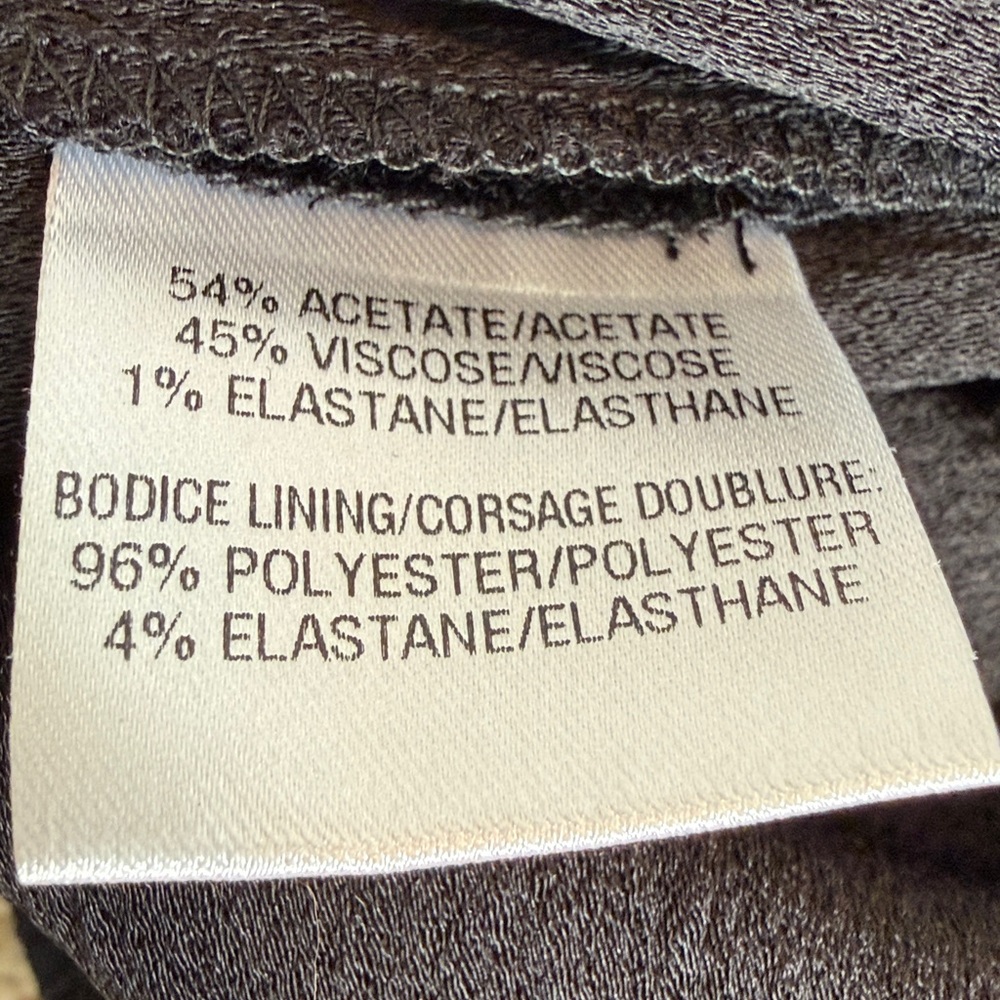 54% ACETATE/ACETATE
45% VISCOSE/VISCOSE
1% ELASTANE/ELASTHANE
BODICE LINING/CORSAGE DOUBLURE:
96% POLYESTER/POLYESTER
4% ELASTANE/ELASTHANE